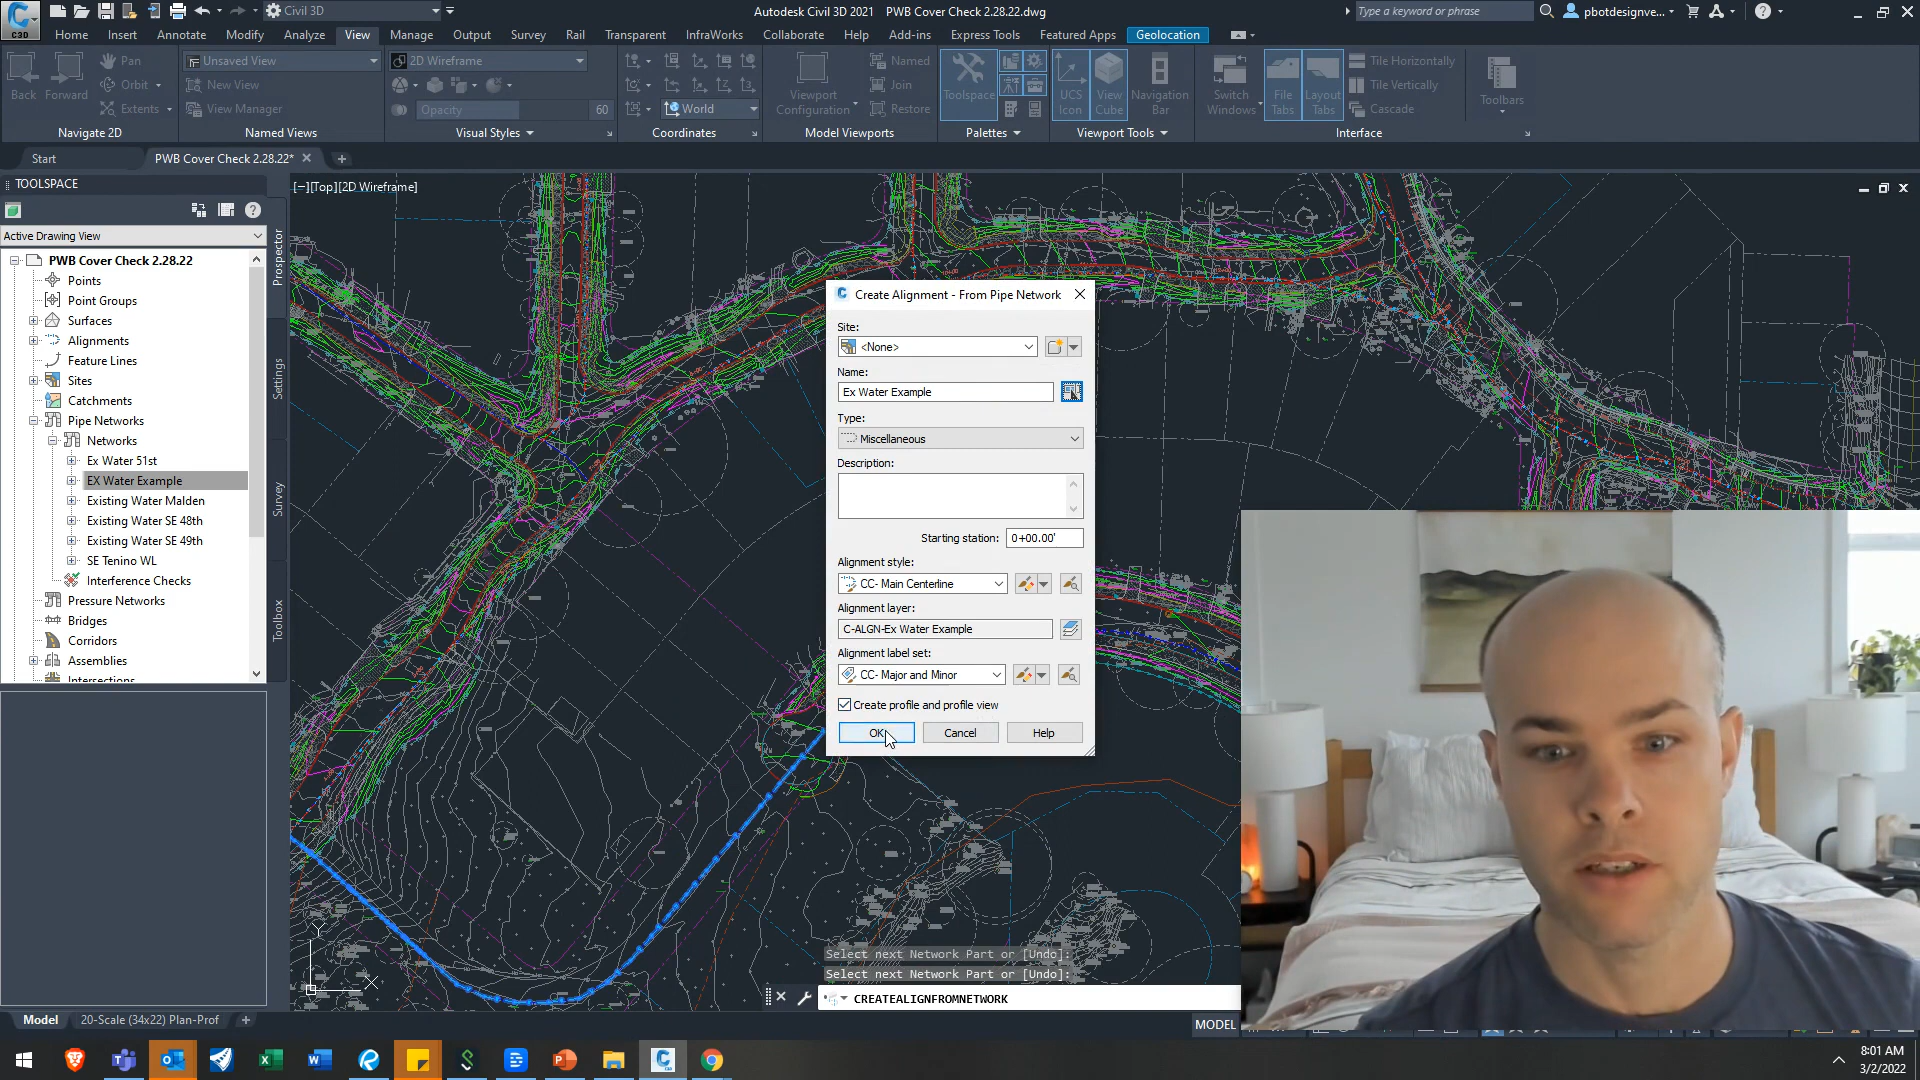 Civil 3D
Autodesk Civil 3D 2021 PWB Cover Check 2.28.22.dwg
Type a keyword or phrase
pbotdesignve...
C3D
Home Insert Annotate Modify Analyze View Manage Output Survey Rail Transparent InfraWorks Collaborate Help Add-ins Express Tools Featured Apps Geolocation
Back
Forward
Pan
Orbit
Extents
Navigate 2D
Unsaved View
New View
View Manager
Named Views
2D Wireframe
Opacity 60
Visual Styles
World
Coordinates
Viewport
Configuration
Named
Join
Restore
Model Viewports
Toolspace
Palettes
UCS
Icon
View
Cube
Navigation
Bar
Viewport Tools
Switch
Windows
File
Tabs
Layout
Tabs
Tile Horizontally
Tile Vertically
Cascade
Interface
Toolbars
Start
PWB Cover Check 2.28.22*
TOOLSPACE
Active Drawing View
PWB Cover Check 2.28.22
Points
Point Groups
Surfaces
Alignments
Feature Lines
Sites
Catchments
Pipe Networks
Networks
Ex Water 51st
EX Water Example
Existing Water Malden
Existing Water SE 48th
Existing Water SE 49th
SE Tenino WL
Interference Checks
Pressure Networks
Bridges
Corridors
Assemblies
Intersections
Prospector
Settings
Survey
Toolbox
[−][Top][2D Wireframe]
Create Alignment - From Pipe Network
Site:
<None>
Name:
Ex Water Example
Type:
Miscellaneous
Description:
Starting station: 0+00.00'
Alignment style:
CC- Main Centerline
Alignment layer:
C-ALGN-Ex Water Example
Alignment label set:
CC- Major and Minor
Create profile and profile view
OK Cancel Help
Y
X
Select next Network Part or [Undo]:
Select next Network Part or [Undo]:
CREATEALIGNFROMNETWORK
Model
20-Scale (34x22) Plan-Prof
MODEL
8:01 AM
3/2/2022